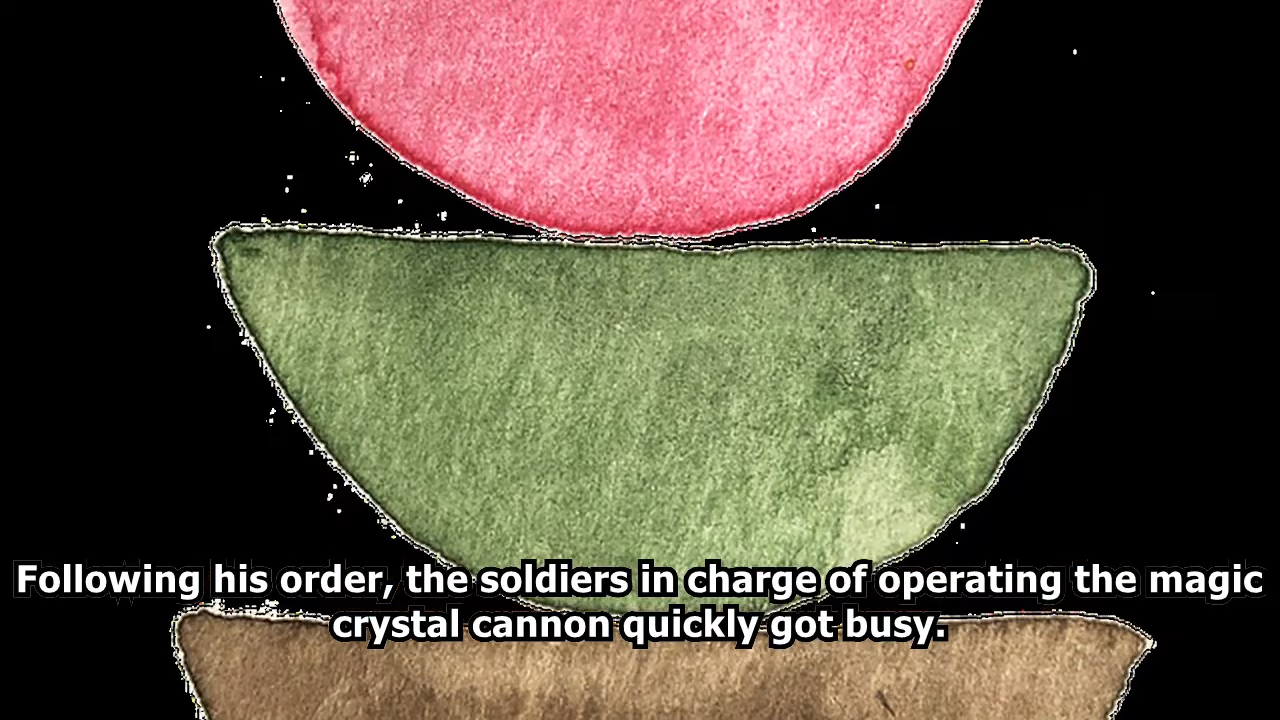 Following his order, the soldiers in charge of operating the magic
crystal cannon quickly got busy.